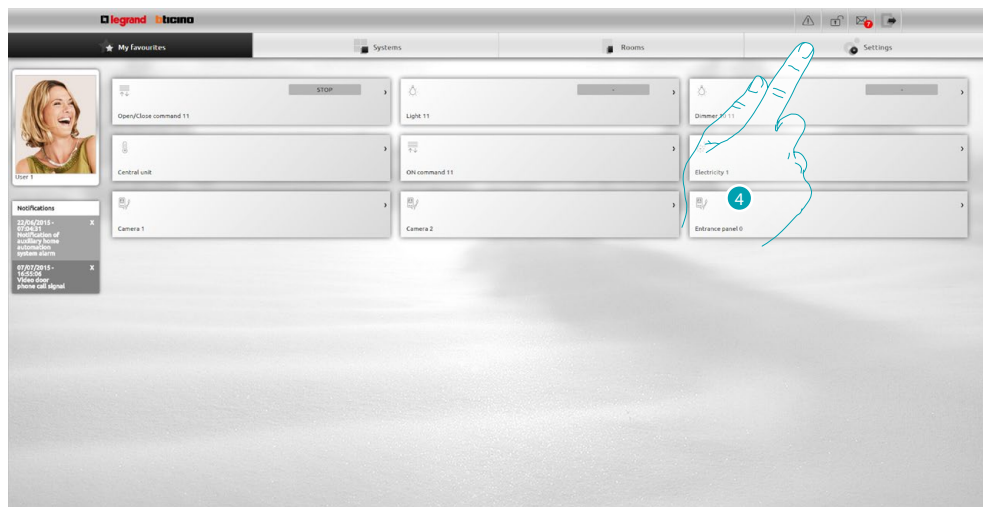 legrand bticino
7
My favourites
Systems
Rooms
Settings
STOP
Open/Close command 11
-
Light 11
-
Dimmer 10 11
Central unit
ON command 11
Electricity 1
User 1
Camera 1
Camera 2
4
Entrance panel 0
Notifications
22/06/2015 - X
07:04:31
Notification of
auxiliary home
automation
system alarm
07/07/2015 - X
16:55:06
Video door
phone call signal